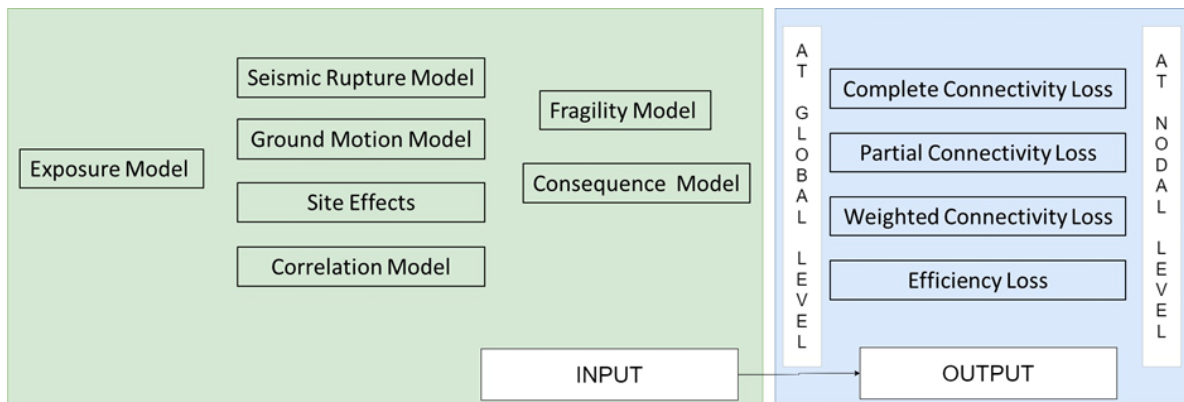 Exposure Model
Seismic Rupture Model
Ground Motion Model
Site Effects
Correlation Model
Fragility Model
Consequence Model
INPUT
AT GLOBAL LEVEL
Complete Connectivity Loss
Partial Connectivity Loss
Weighted Connectivity Loss
Efficiency Loss
AT NODAL LEVEL
OUTPUT